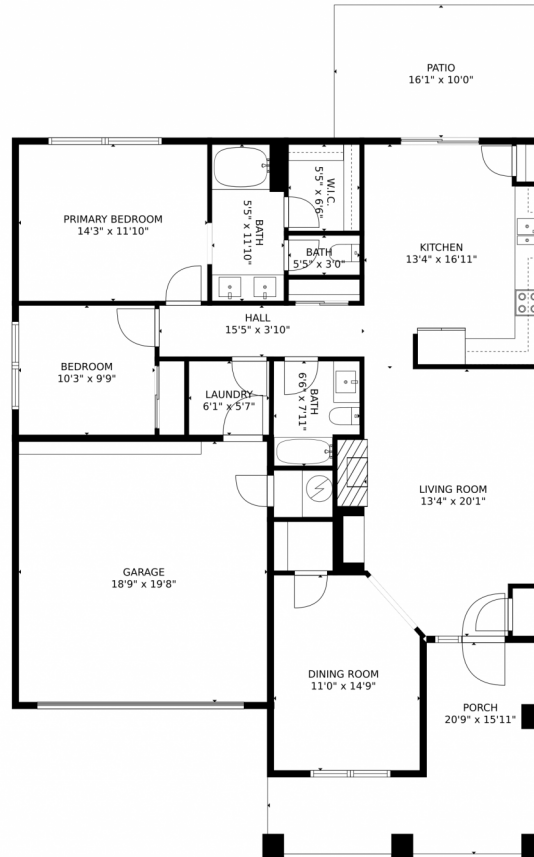 PATIO
16'1" x 10'0"
PRIMARY BEDROOM
14'3" x 11'10"
BATH
5'5" x 11'10"
W.I.C.
5'5" x 6'6"
BATH
5'5" x 3'0"
KITCHEN
13'4" x 16'11"
HALL
15'5" x 3'10"
BEDROOM
10'3" x 9'9"
LAUNDRY
6'1" x 5'7"
BATH
6'6" x 7'11"
LIVING ROOM
13'4" x 20'1"
GARAGE
18'9" x 19'8"
DINING ROOM
11'0" x 14'9"
PORCH
20'9" x 15'11"